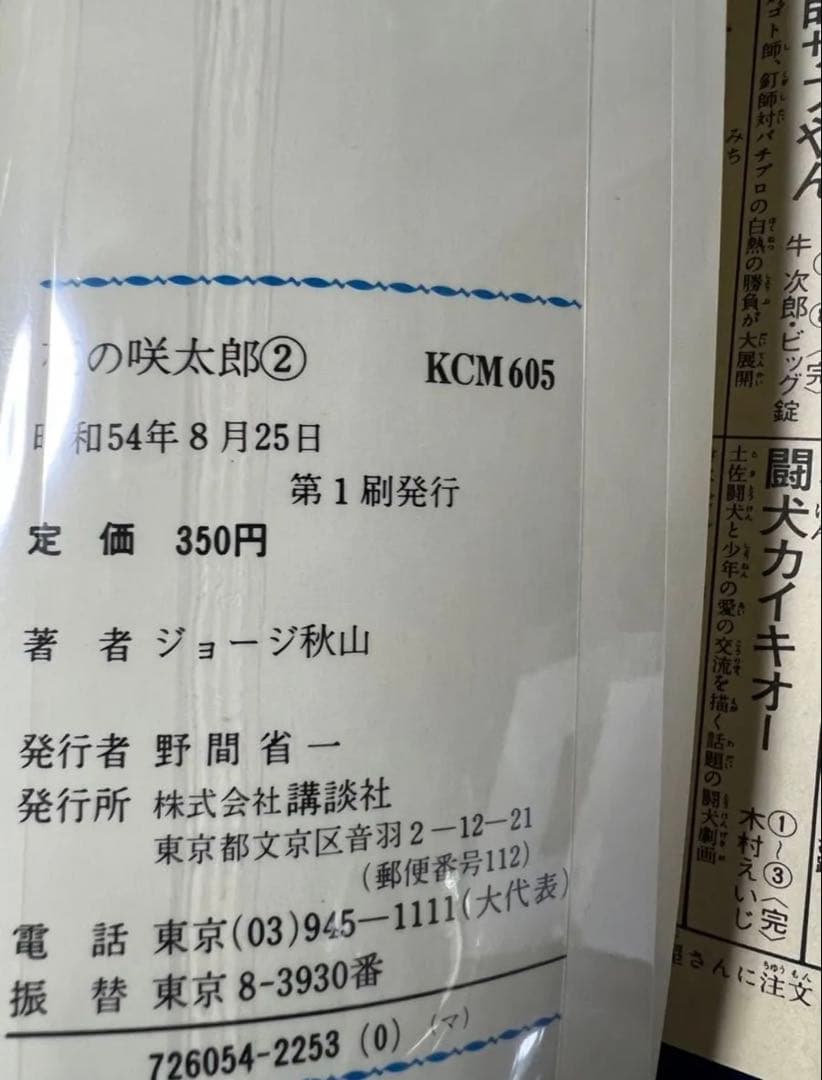 の咲太郎② KCM605
和54年8月25日
第1刷発行
定価 350円
著者 ジョージ秋山
発行者 野間省一
発行所 株式会社講談社
東京都文京区音羽2-12-21
(郵便番号112)
電話 東京(03)945-1111(大代表)
振替 東京8-3930番
726054-2253 (0) (マ)
ゴト師、釘師対パチプロの白熱の勝負が大展開
みち
牛次郎・ビッグ錠
〈完〉
闘犬カイキオー
土佐闘犬と少年の愛の交流を描く話題の闘犬劇画
①~③〈完〉
木村えいじ
さんに注文